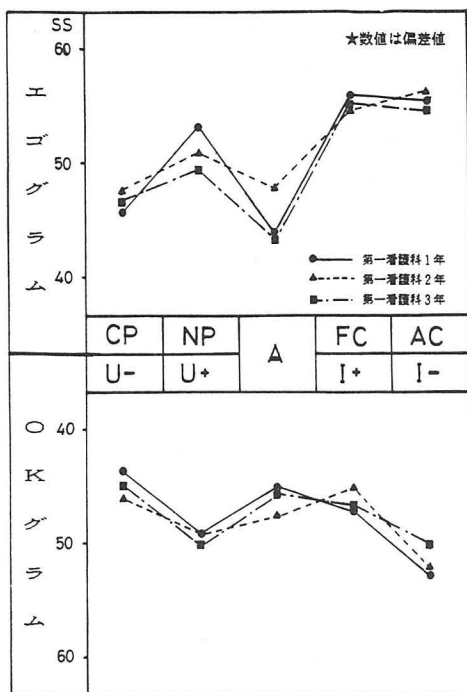 SS
★数値は偏差値
60
50
40
エゴグラム
第一看護科1年
第一看護科2年
第一看護科3年
CP NP A FC AC
U− U+ I+ I−
OKグラム
40
50
60